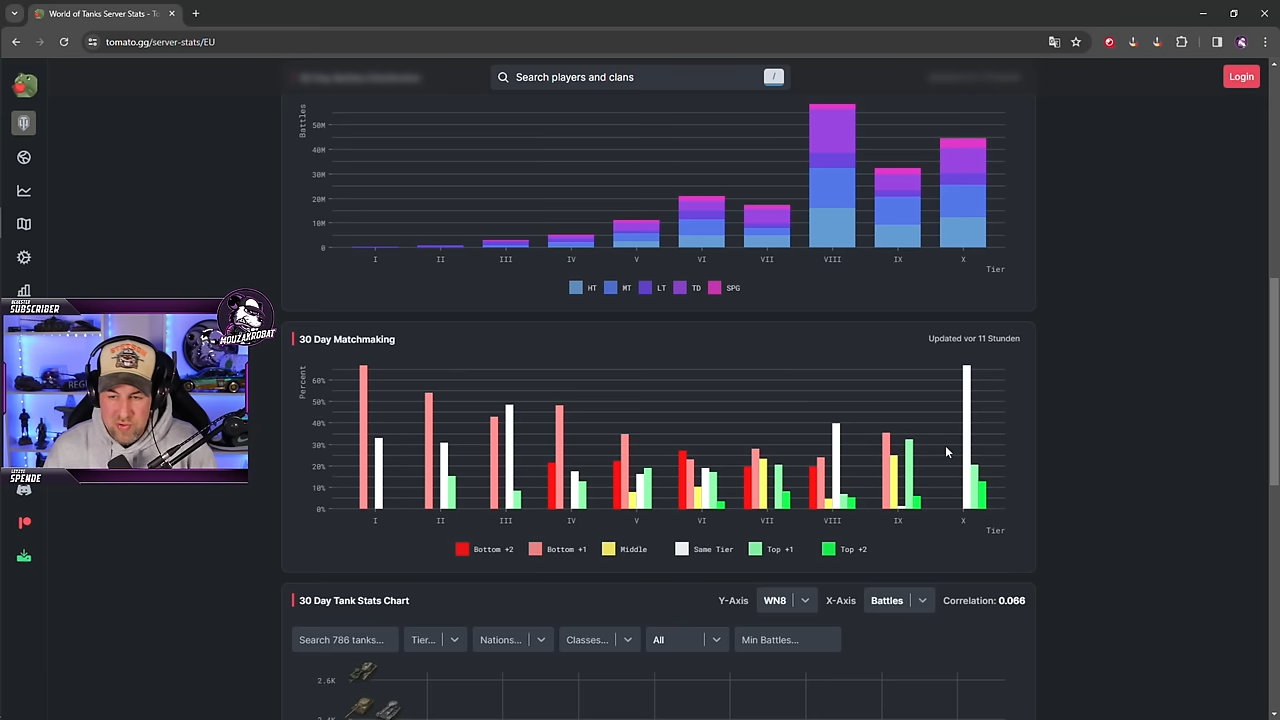 World of Tanks Server Stats - To
tomato.gg/server-stats/EU
Search players and clans
/
Login
Battles
50M
40M
30M
20M
10M
0
I II III IV V VI VII VIII IX X
Tier
HT MT LT TD SPG
30 Day Matchmaking
Updated vor 11 Stunden
Percent
60%
50%
40%
30%
20%
10%
0%
I II III IV V VI VII VIII IX X
Tier
Bottom +2 Bottom +1 Middle Same Tier Top +1 Top +2
30 Day Tank Stats Chart
Y-Axis WN8 X-Axis Battles Correlation: 0.066
Search 786 tanks... Tier... Nations... Classes... All Min Battles...
2.6K
SUBSCRIBER
MOUZAKROBAT
LETZTE
SPENDE